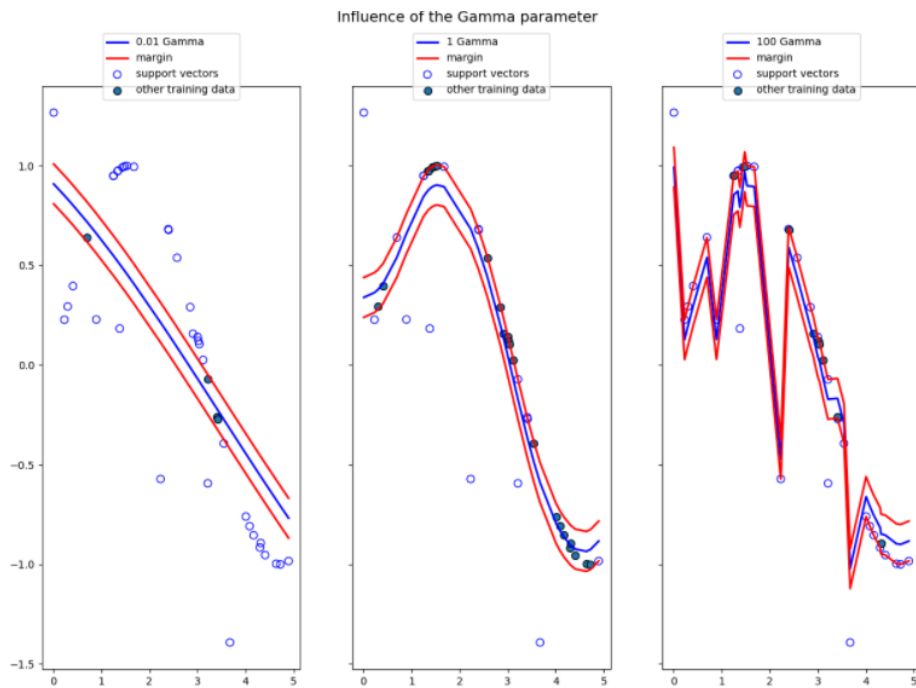 Influence of the Gamma parameter
0.01 Gamma
margin
support vectors
other training data
1 Gamma
margin
support vectors
other training data
100 Gamma
margin
support vectors
other training data
1.0
0.5
0.0
−0.5
−1.0
−1.5
0 1 2 3 4 5
0 1 2 3 4 5
0 1 2 3 4 5